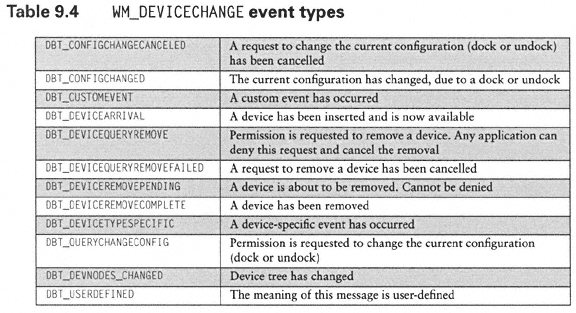 Table 9.4 WM_DEVICECHANGE event types
DBT_CONFIGCHANGECANCELED A request to change the current configuration (dock or undock)
has been cancelled
DBT_CONFIGCHANGED The current configuration has changed, due to a dock or undock
DBT_CUSTOMEVENT A custom event has occurred
DBT_DEVICEARRIVAL A device has been inserted and is now available
DBT_DEVICEQUERYREMOVE Permission is requested to remove a device. Any application can
deny this request and cancel the removal
DBT_DEVICEQUERYREMOVEFAILED A request to remove a device has been cancelled
DBT_DEVICEREMOVEPENDING A device is about to be removed. Cannot be denied
DBT_DEVICEREMOVECOMPLETE A device has been removed
DBT_DEVICETYPESPECIFIC A device-specific event has occurred
DBT_QUERYCHANGECONFIG Permission is requested to change the current configuration
(dock or undock)
DBT_DEVNODES_CHANGED Device tree has changed
DBT_USERDEFINED The meaning of this message is user-defined